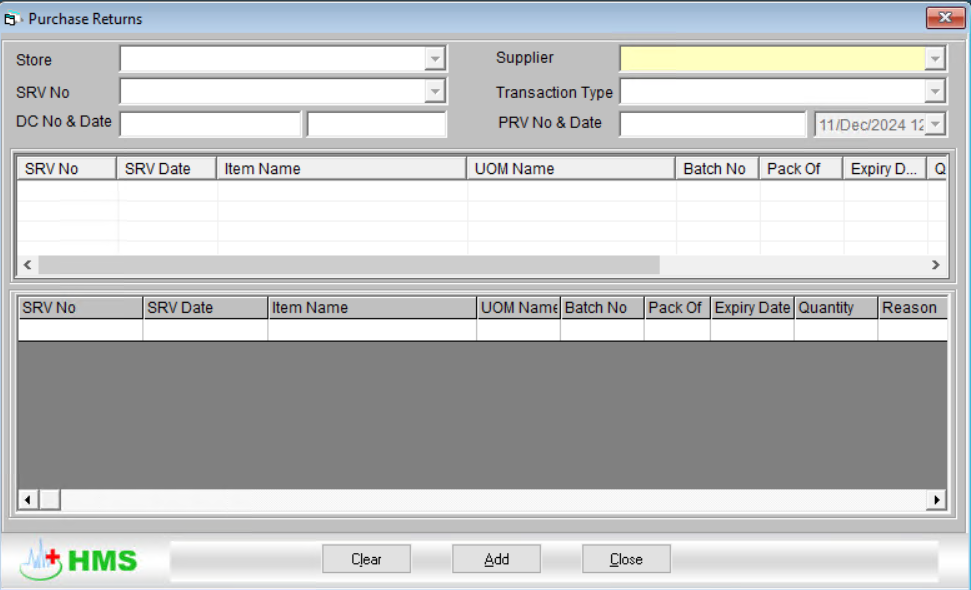 Purchase Returns
Store Supplier
SRV No Transaction Type
DC No & Date PRV No & Date 11/Dec/2024 12
SRV No SRV Date Item Name UOM Name Batch No Pack Of Expiry D... Q
SRV No SRV Date Item Name UOM Name Batch No Pack Of Expiry Date Quantity Reason
HMS Clear Add Close